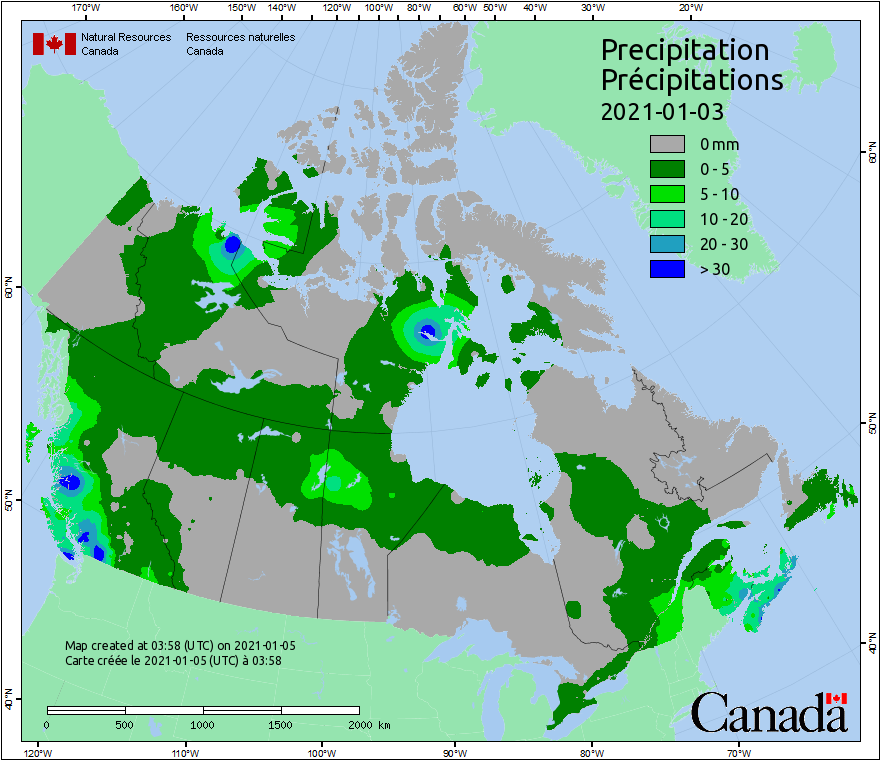 170°W 160°W 150°W 140°W 130°W 120°W 110°W 100°W 90°W 80°W 70°W 60°W 50°W 40°W 30°W 20°W
Natural Resources
Canada
Ressources naturelles
Canada
Precipitation
Précipitations
2021-01-03
0 mm
0 - 5
5 - 10
10 - 20
20 - 30
> 30
60°N
50°N
40°N
60°N
50°N
40°N
Map created at 03:58 (UTC) on 2021-01-05
Carte créée le 2021-01-05 (UTC) à 03:58
0 500 1000 1500 2000 km
Canada
120°W 110°W 100°W 90°W 80°W 70°W